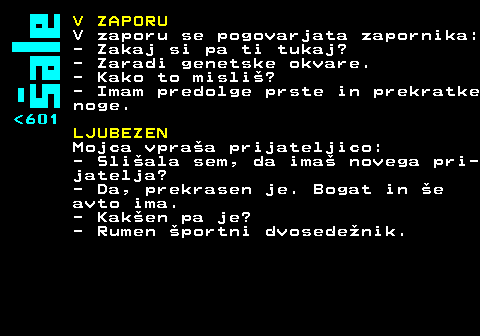 šale
<601
V ZAPORU
V zaporu se pogovarjata zapornika:
- Zakaj si pa ti tukaj?
- Zaradi genetske okvare.
- Kako to misliš?
- Imam predolge prste in prekratke
noge.
LJUBEZEN
Mojca vpraša prijateljico:
- Slišala sem, da imaš novega pri-
jatelja?
- Da, prekrasen je. Bogat in še
avto ima.
- Kakšen pa je?
- Rumen športni dvosedežnik.